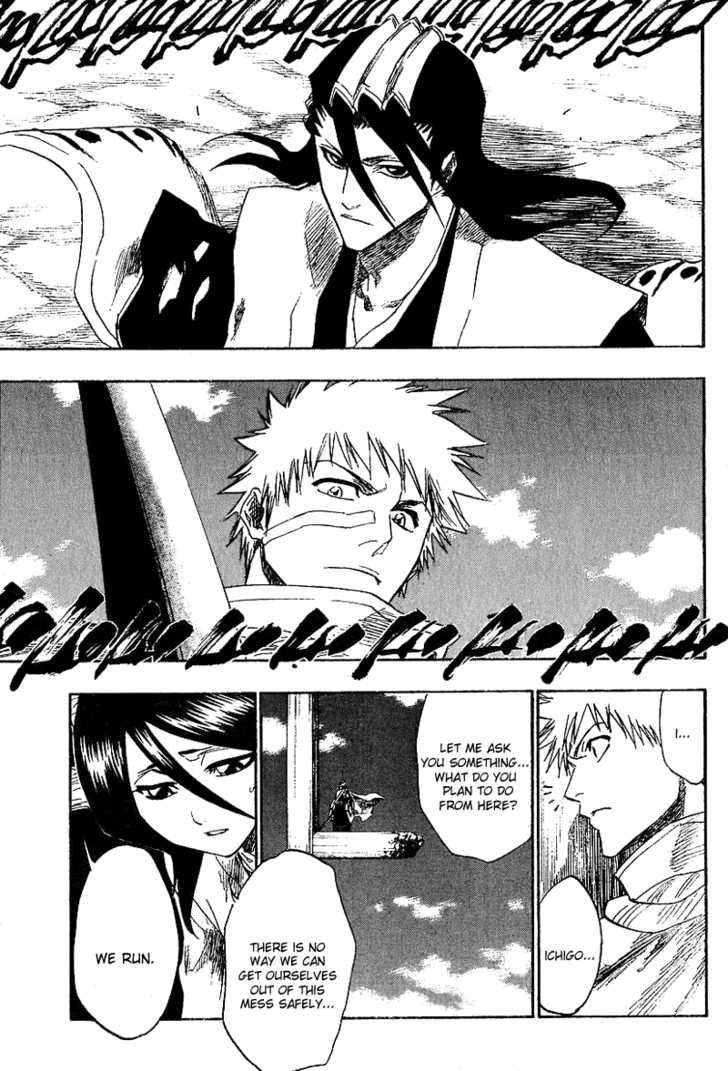 I...
ICHIGO...
LET ME ASK
YOU SOMETHING...
WHAT DO YOU
PLAN TO DO
FROM HERE?
THERE IS NO
WAY WE CAN
GET OURSELVES
OUT OF THIS
MESS SAFELY...
WE RUN.